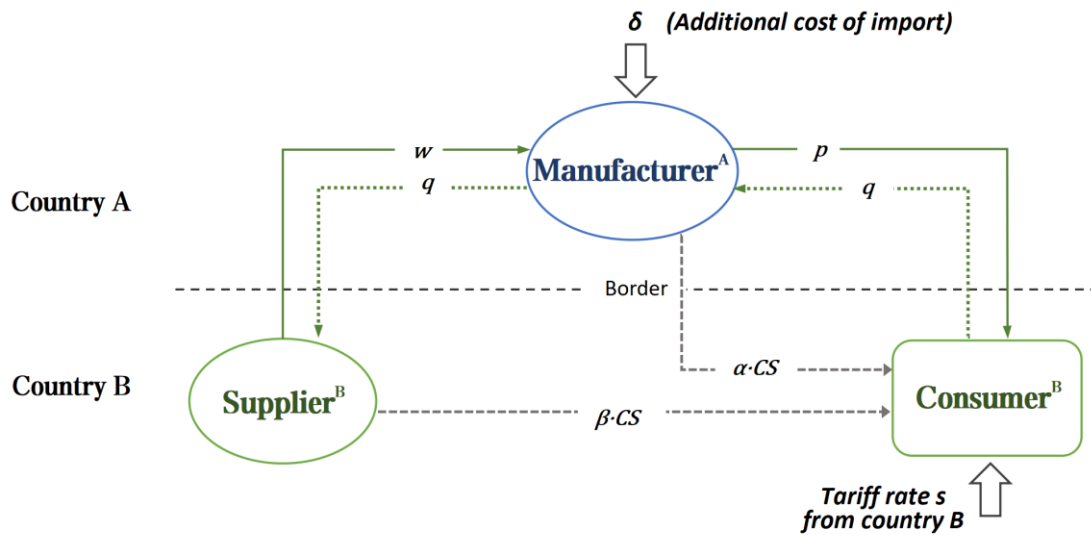 δ (Additional cost of import)
w
Manufacturer^A
p
q
q
Country A
Border
Country B
Supplier^B
α·CS
Consumer^B
β·CS
Tariff rate s
from country B